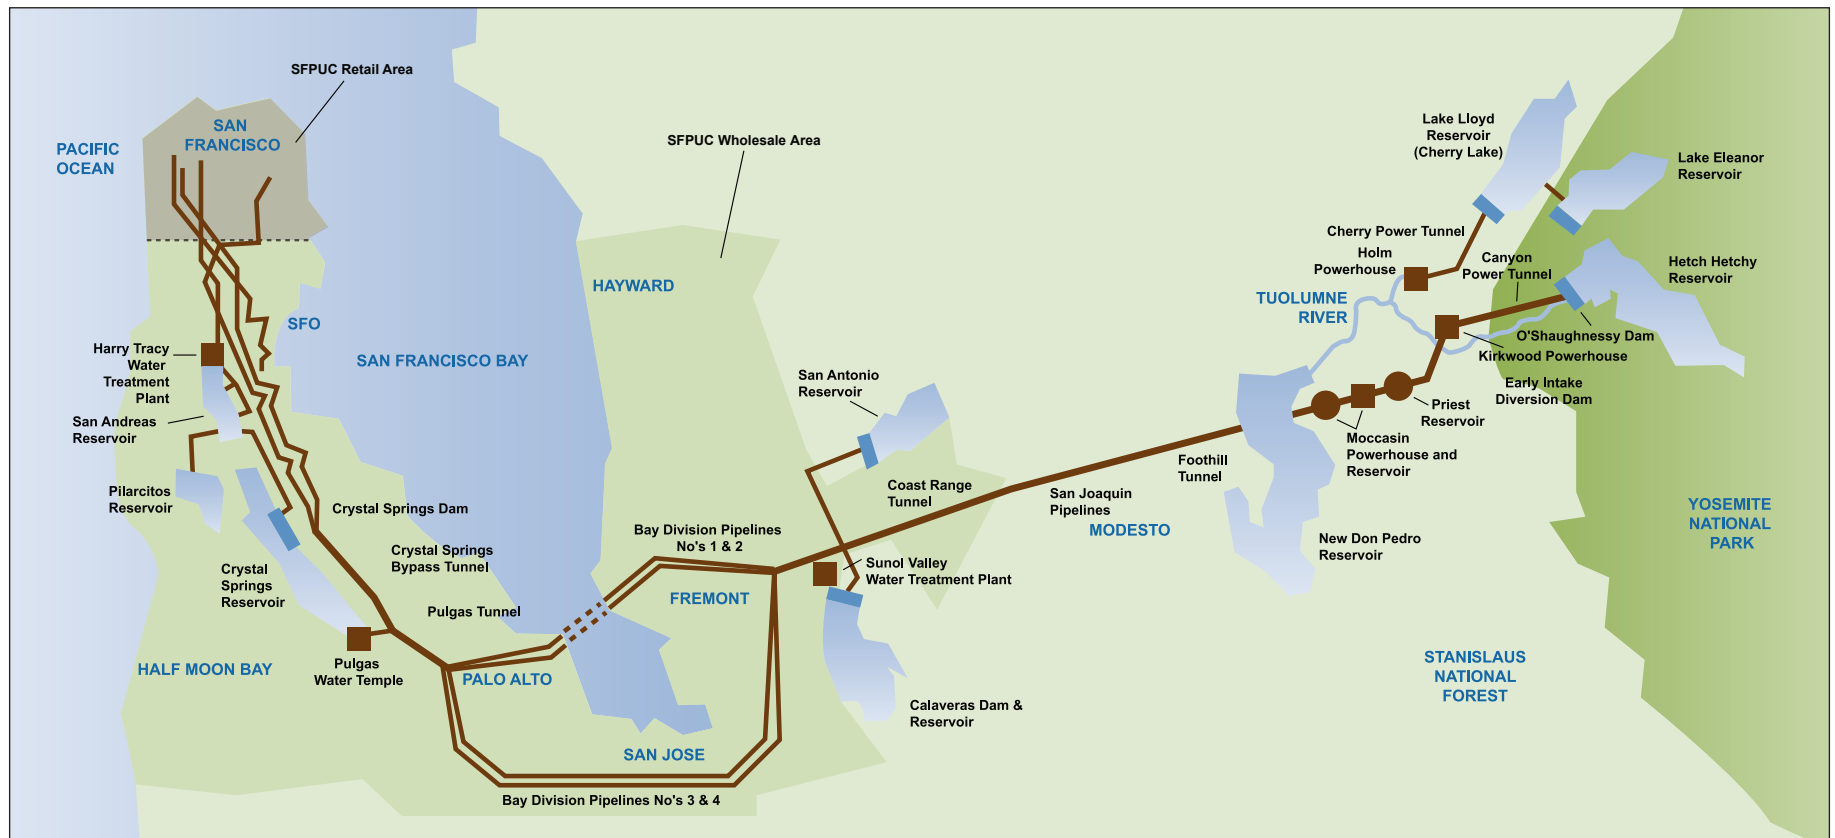 SFPUC Retail Area
SAN
FRANCISCO
PACIFIC
OCEAN
SFPUC Wholesale Area
Lake Lloyd
Reservoir
(Cherry Lake)
Lake Eleanor
Reservoir
Cherry Power Tunnel
Holm
Powerhouse
Canyon
Power Tunnel
Hetch Hetchy
Reservoir
HAYWARD
TUOLUMNE
RIVER
SFO
O'Shaughnessy Dam
Kirkwood Powerhouse
Harry Tracy
Water
Treatment
Plant
SAN FRANCISCO BAY
San Antonio
Reservoir
Early Intake
Diversion Dam
Priest
Reservoir
San Andreas
Reservoir
Moccasin
Powerhouse and
Reservoir
Foothill
Tunnel
Pilarcitos
Reservoir
Crystal Springs Dam
Coast Range
Tunnel
San Joaquin
Pipelines
MODESTO
YOSEMITE
NATIONAL
PARK
Bay Division Pipelines
No's 1 & 2
New Don Pedro
Reservoir
Crystal Springs
Bypass Tunnel
Crystal
Springs
Reservoir
Sunol Valley
Water Treatment Plant
FREMONT
Pulgas Tunnel
HALF MOON BAY
Pulgas
Water Temple
PALO ALTO
STANISLAUS
NATIONAL
FOREST
Calaveras Dam &
Reservoir
SAN JOSE
Bay Division Pipelines No's 3 & 4